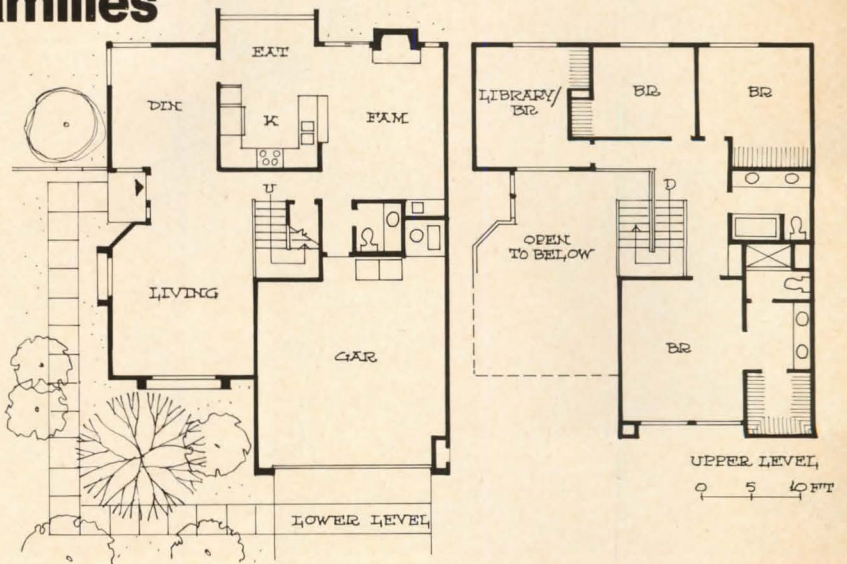 EAT
DIN
K
FAM
U
LIVING
GAR
LOWER LEVEL
LIBRARY/
BR
BR
BR
D
OPEN
TO BELOW
BR
UPPER LEVEL
0 5 10 FT